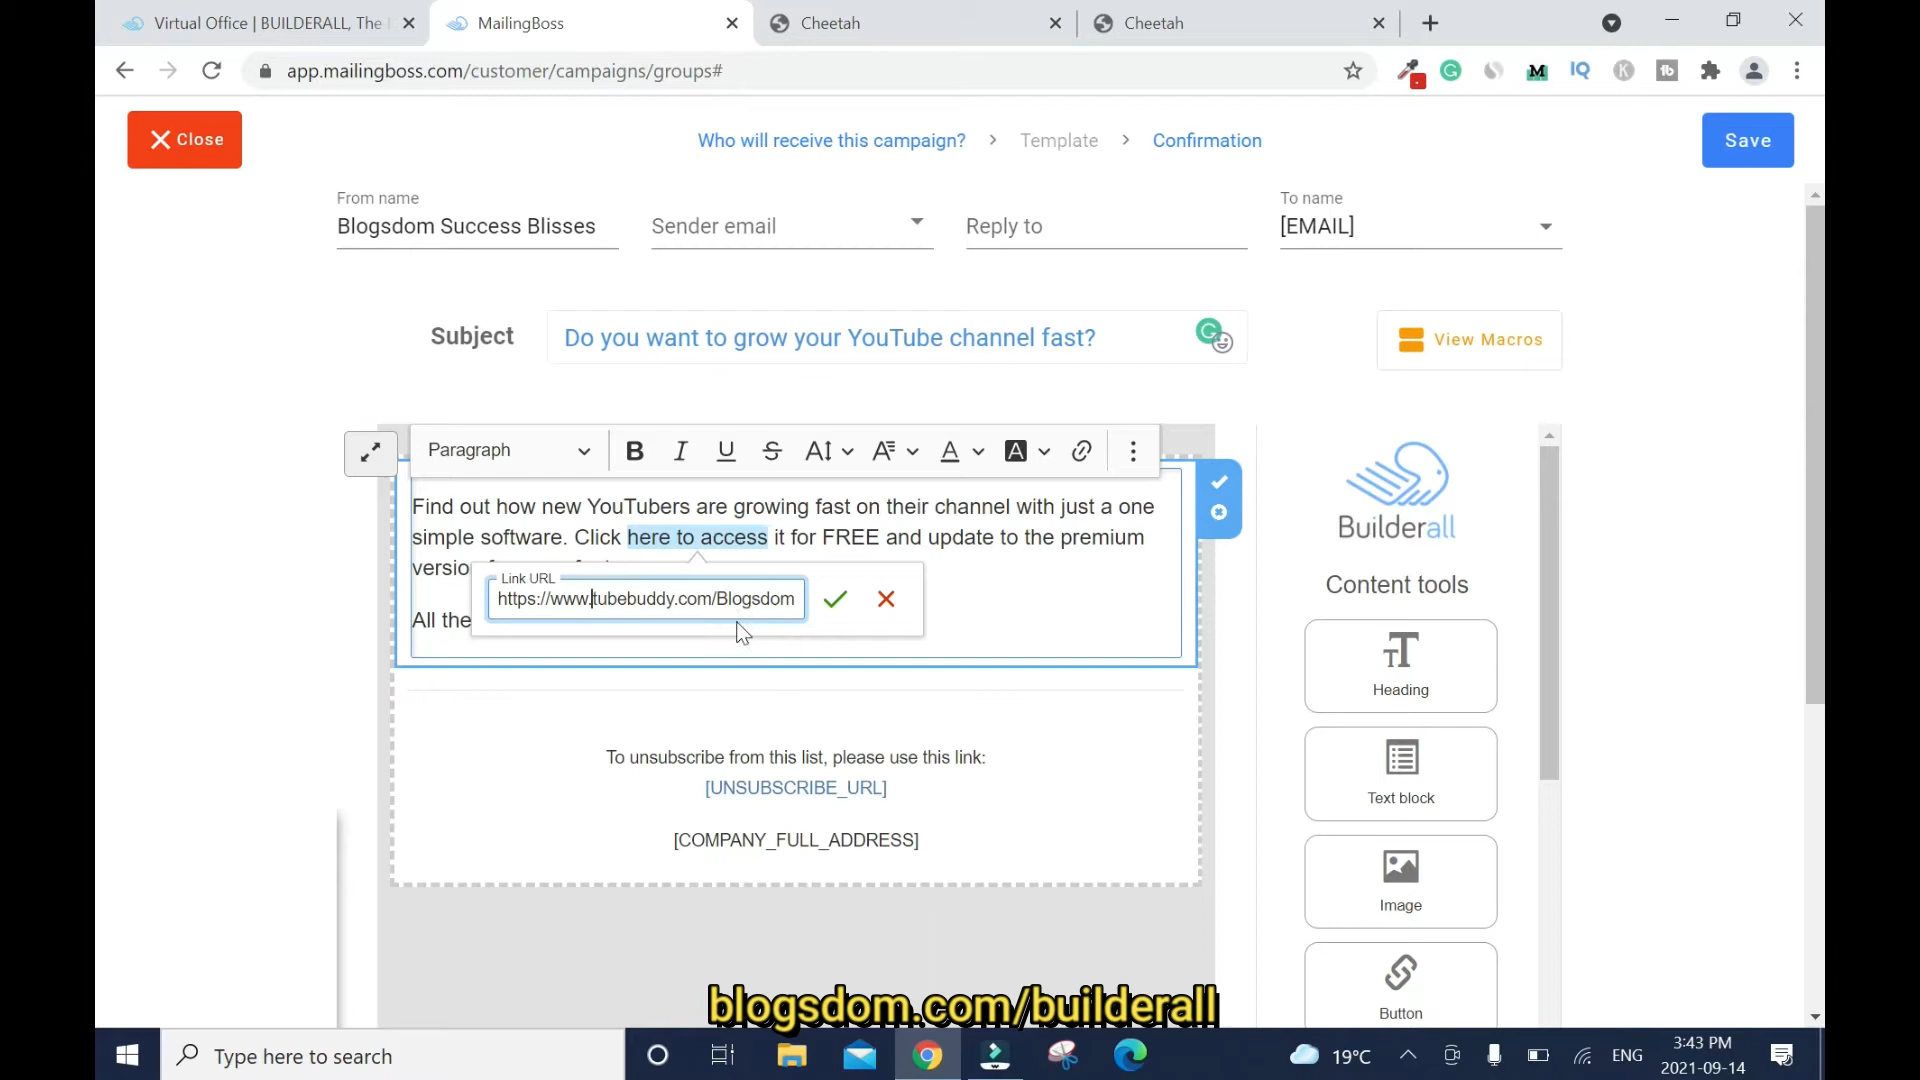 Virtual Office | BUILDERALL, The
MailingBoss
Cheetah
Cheetah
app.mailingboss.com/customer/campaigns/groups#
M
IQ
K
tb
Close
Who will receive this campaign?
Template
Confirmation
Save
From name
Blogsdom Success Blisses
Sender email
Reply to
To name
[EMAIL]
Subject
Do you want to grow your YouTube channel fast?
View Macros
Paragraph
B I U S A A A A
Find out how new YouTubers are growing fast on their channel with just a one
simple software. Click here to access it for FREE and update to the premium
Link URL
https://www.tubebuddy.com/Blogsdom
All the
To unsubscribe from this list, please use this link:
[UNSUBSCRIBE_URL]
[COMPANY_FULL_ADDRESS]
Builderall
Content tools
Heading
Text block
Image
Button
blogsdom.com/builderall
Type here to search
19°C
ENG
3:43 PM
2021-09-14